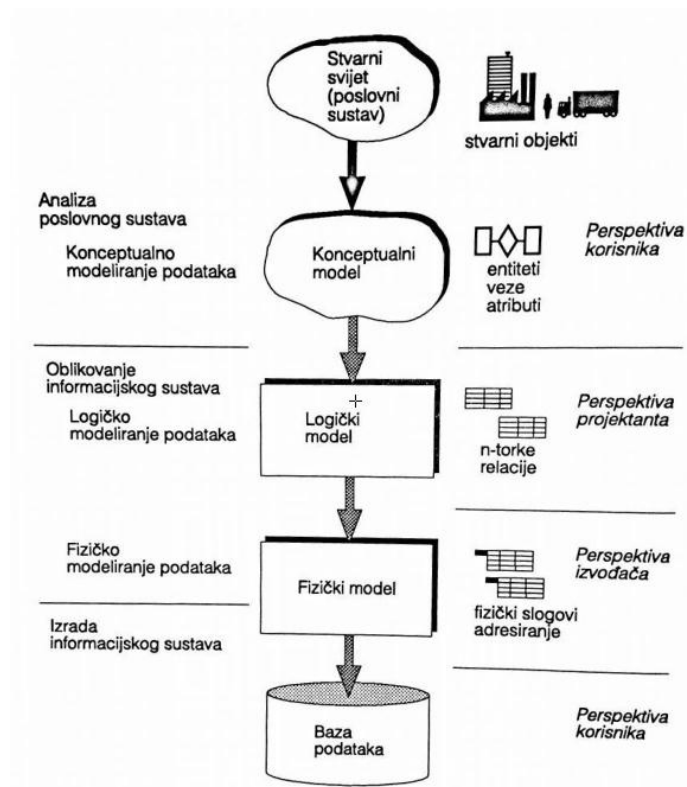 Stvarni
svijet
(poslovni
sustav)
stvarni objekti
Analiza
poslovnog sustava
Konceptualno
modeliranje podataka
Konceptualni
model
entiteti
veze
atributi
Perspektiva
korisnika
Oblikovanje
informacijskog sustava
Logičko
modeliranje podataka
Logički
model
n-torke
relacije
Perspektiva
projektanta
Fizičko
modeliranje podataka
Fizički model
fizički slogovi
adresiranje
Perspektiva
izvođača
Izrada
informacijskog sustava
Baza
podataka
Perspektiva
korisnika